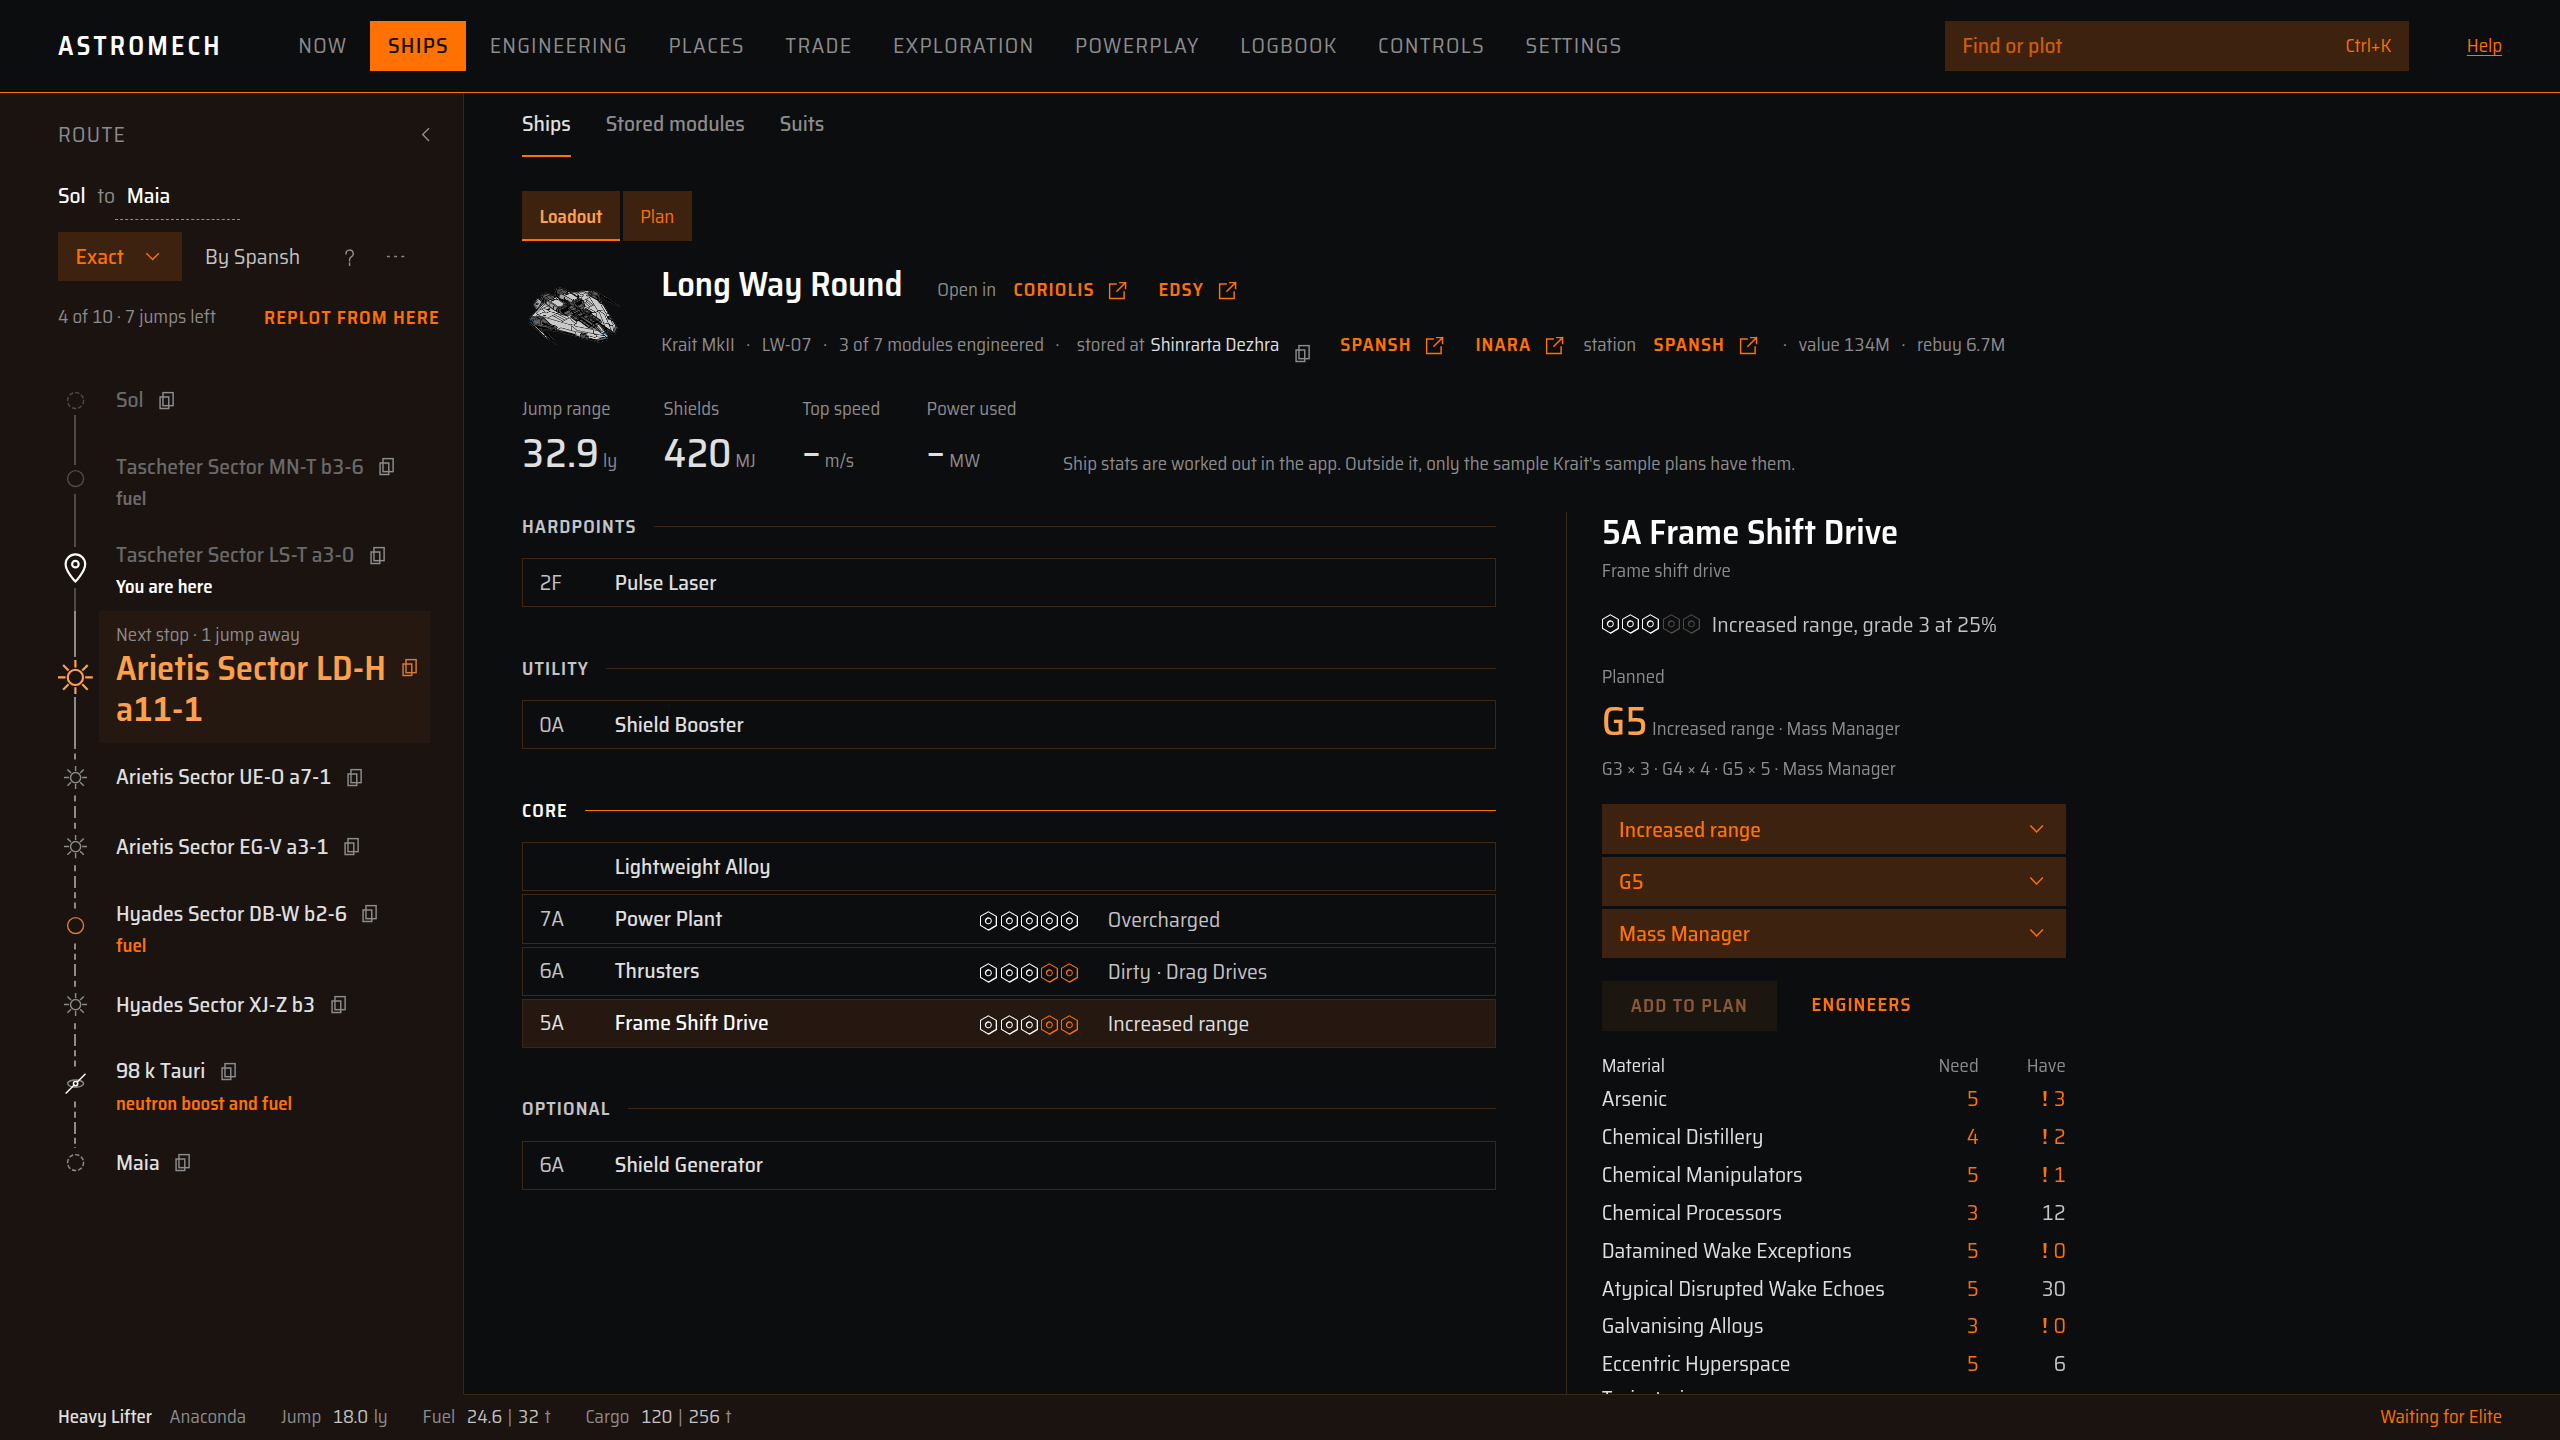 ASTROMECH NOW SHIPS ENGINEERING PLACES TRADE EXPLORATION POWERPLAY LOGBOOK CONTROLS SETTINGS Find or plot Ctrl+K Help
ROUTE
Sol to Maia
Exact By Spansh ? ···
4 of 10 · 7 jumps left REPLOT FROM HERE
Sol
Tascheter Sector MN-T b3-6
fuel
Tascheter Sector LS-T a3-0
You are here
Next stop · 1 jump away
Arietis Sector LD-H
a11-1
Arietis Sector UE-O a7-1
Arietis Sector EG-V a3-1
Hyades Sector DB-W b2-6
fuel
Hyades Sector XJ-Z b3
98 k Tauri
neutron boost and fuel
Maia
Ships Stored modules Suits
Loadout Plan
Long Way Round Open in CORIOLIS EDSY
Krait MkII · LW-07 · 3 of 7 modules engineered · stored at Shinrarta Dezhra SPANSH INARA station SPANSH · value 134M · rebuy 6.7M
Jump range Shields Top speed Power used
32.9 ly 420 MJ – m/s – MW Ship stats are worked out in the app. Outside it, only the sample Krait's sample plans have them.
HARDPOINTS
2F Pulse Laser
UTILITY
0A Shield Booster
CORE
Lightweight Alloy
7A Power Plant Overcharged
6A Thrusters Dirty · Drag Drives
5A Frame Shift Drive Increased range
OPTIONAL
6A Shield Generator
5A Frame Shift Drive
Frame shift drive
Increased range, grade 3 at 25%
Planned
G5 Increased range · Mass Manager
G3 × 3 · G4 × 4 · G5 × 5 · Mass Manager
Increased range
G5
Mass Manager
ADD TO PLAN ENGINEERS
Material Need Have
Arsenic 5 ! 3
Chemical Distillery 4 ! 2
Chemical Manipulators 5 ! 1
Chemical Processors 3 12
Datamined Wake Exceptions 5 ! 0
Atypical Disrupted Wake Echoes 5 30
Galvanising Alloys 3 ! 0
Eccentric Hyperspace 5 6
Heavy Lifter Anaconda Jump 18.0 ly Fuel 24.6 | 32 t Cargo 120 | 256 t Waiting for Elite